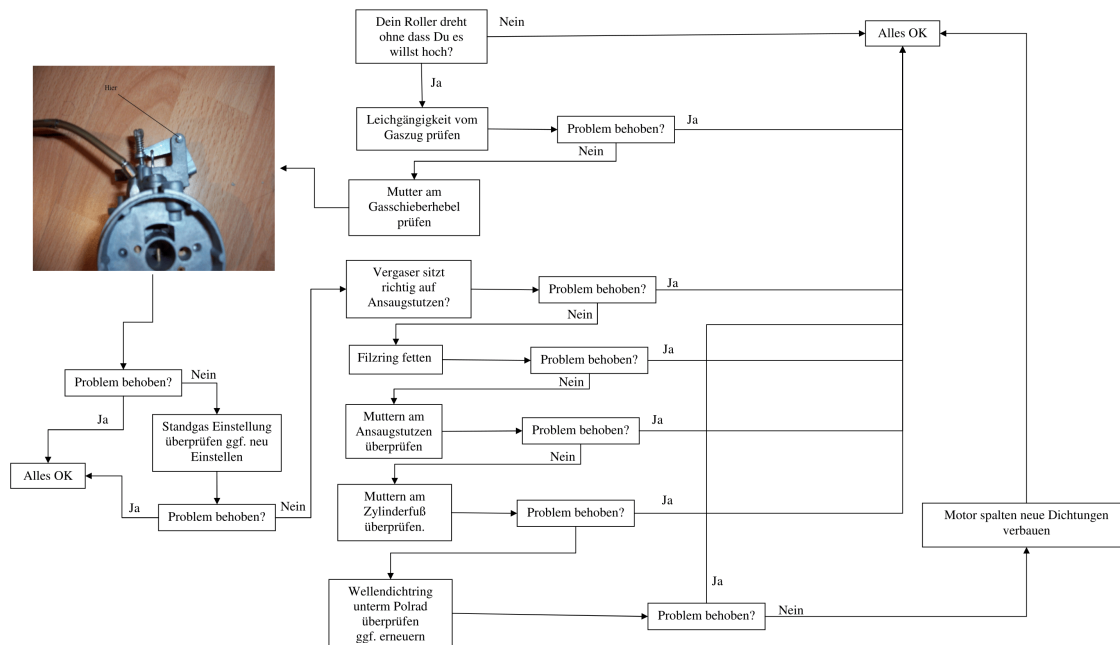 Dein Roller dreht
ohne dass Du es
willst hoch?
Nein
Alles OK
Ja
Hier
Leichgängigkeit vom
Gaszug prüfen
Problem behoben?
Ja
Nein
Mutter am
Gasschieberhebel
prüfen
Vergaser sitzt
richtig auf
Ansaugstutzen?
Problem behoben?
Ja
Nein
Filzring fetten
Problem behoben?
Ja
Nein
Problem behoben?
Nein
Ja
Standgas Einstellung
überprüfen ggf. neu
Einstellen
Alles OK
Ja
Problem behoben?
Nein
Muttern am
Ansaugstutzen
überprüfen
Problem behoben?
Ja
Nein
Muttern am
Zylinderfuß
überprüfen.
Problem behoben?
Ja
Motor spalten neue Dichtungen
verbauen
Wellendichtring
unterm Polrad
überprüfen
ggf. erneuern
Problem behoben?
Ja
Nein